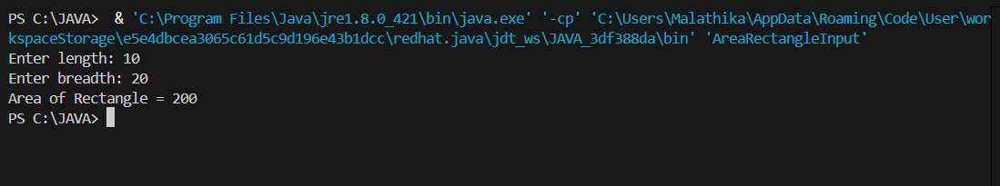 PS C:\JAVA>  & 'C:\Program Files\Java\jre1.8.0_421\bin\java.exe' '-cp' 'C:\Users\Malathika\AppData\Roaming\Code\User\wor
kspaceStorage\e5e4dbcea3065c61d5c9d196e43b1dcc\redhat.java\jdt_ws\JAVA_3df388da\bin' 'AreaRectangleInput'
Enter length: 10
Enter breadth: 20
Area of Rectangle = 200
PS C:\JAVA>